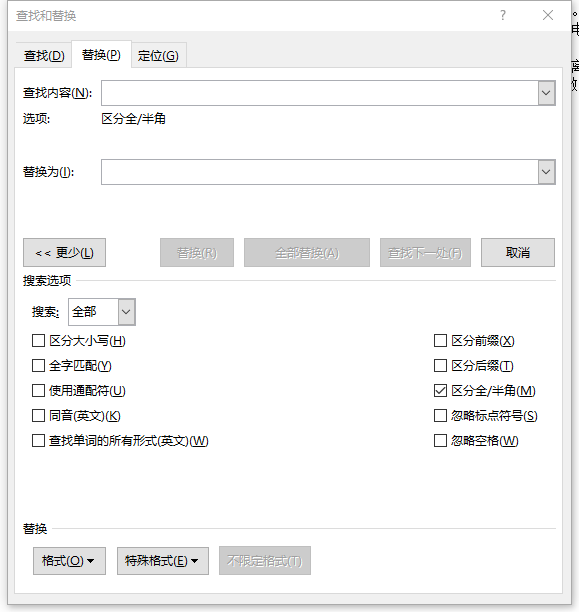 查找和替换
查找(D) 替换(P) 定位(G)
查找内容(N):
选项: 区分全/半角
替换为(I):
<< 更少(L) 替换(R) 全部替换(A) 查找下一处(F) 取消
搜索选项
搜索: 全部
区分大小写(H) 区分前缀(X)
全字匹配(Y) 区分后缀(T)
使用通配符(U) 区分全/半角(M)
同音(英文)(K) 忽略标点符号(S)
查找单词的所有形式(英文)(W) 忽略空格(W)
替换
格式(O) 特殊格式(E) 不限定格式(T)